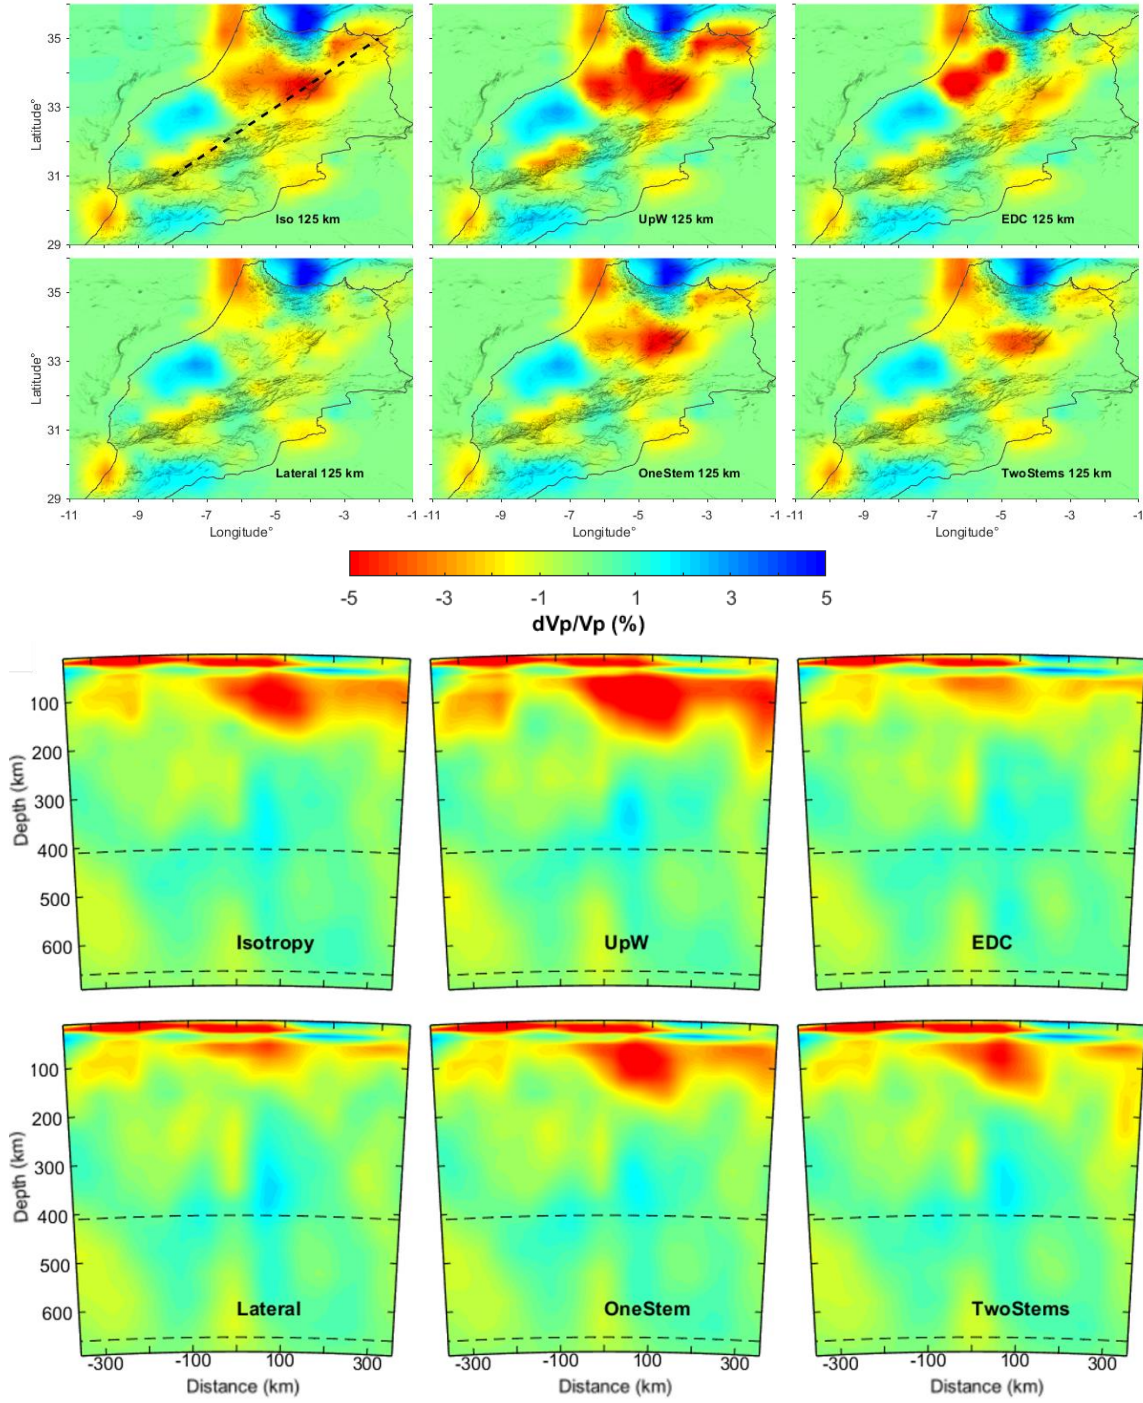 35
33
31
29
Latitude°
Iso 125 km
UpW 125 km
EDC 125 km
35
33
31
29
Latitude°
Lateral 125 km
OneStem 125 km
TwoStems 125 km
-11 -9 -7 -5 -3 -1
-11 -9 -7 -5 -3 -1
-11 -9 -7 -5 -3 -1
Longitude° Longitude° Longitude°
-5 -3 -1 1 3 5
dVp/Vp (%)
100
200
300
400
500
600
Depth (km)
Isotropy
UpW
EDC
100
200
300
400
500
600
Depth (km)
Lateral
OneStem
TwoStems
-300 -100 100 300
-300 -100 100 300
-300 -100 100 300
Distance (km) Distance (km) Distance (km)